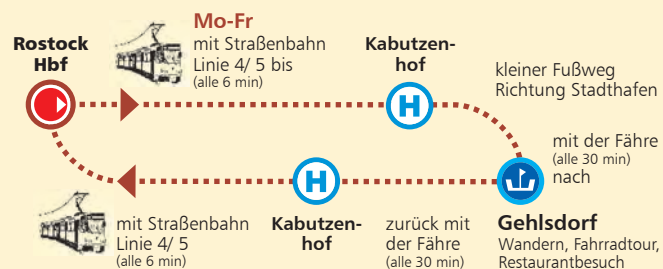 Rostock
Hbf
Mo-Fr
mit Straßenbahn
Linie 4/ 5 bis
(alle 6 min)
Kabutzen-
hof
H
kleiner Fußweg
Richtung Stadthafen
mit der Fähre
(alle 30 min)
nach
Gehlsdorf
Wandern, Fahrradtour,
Restaurantbesuch
zurück mit
der Fähre
(alle 30 min)
H
Kabutzen-
hof
mit Straßenbahn
Linie 4/ 5
(alle 6 min)